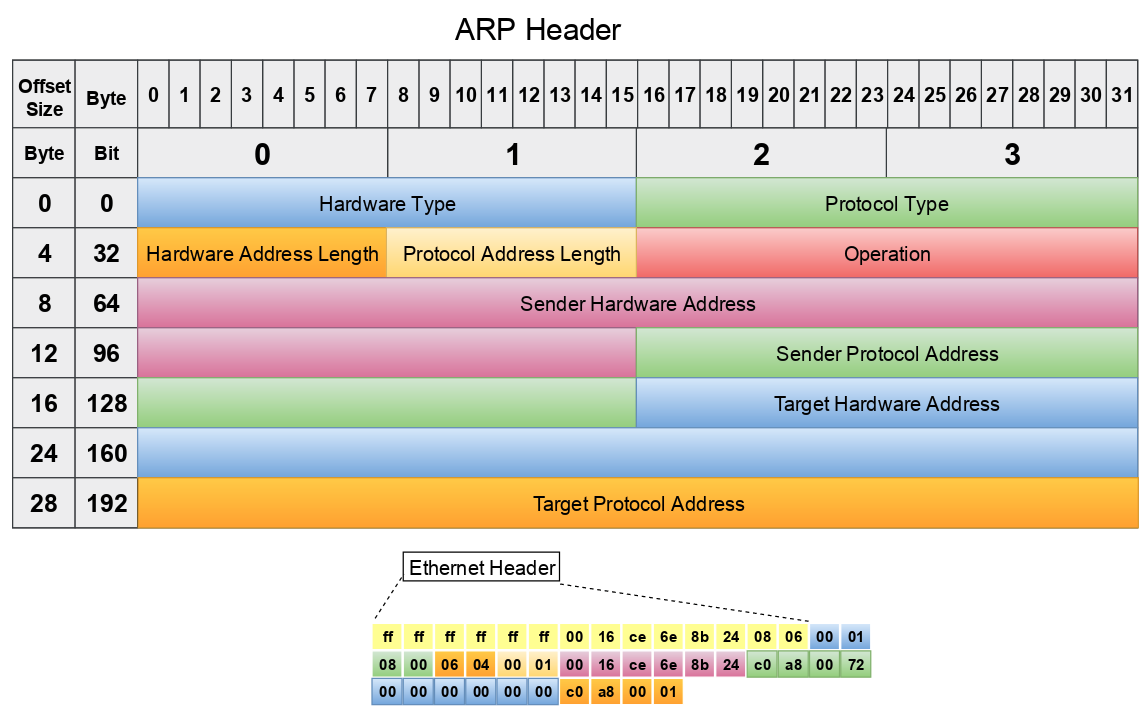 ARP Header
Offset Size Byte 0 1 2 3 4 5 6 7 8 9 10 11 12 13 14 15 16 17 18 19 20 21 22 23 24 25 26 27 28 29 30 31
Byte Bit 0 1 2 3
0 0 Hardware Type Protocol Type
4 32 Hardware Address Length Protocol Address Length Operation
8 64 Sender Hardware Address
12 96 Sender Protocol Address
16 128 Target Hardware Address
24 160
28 192 Target Protocol Address
Ethernet Header
ff ff ff ff ff ff 00 16 ce 6e 8b 24 08 06 00 01
08 00 06 04 00 01 00 16 ce 6e 8b 24 c0 a8 00 72
00 00 00 00 00 00 c0 a8 00 01